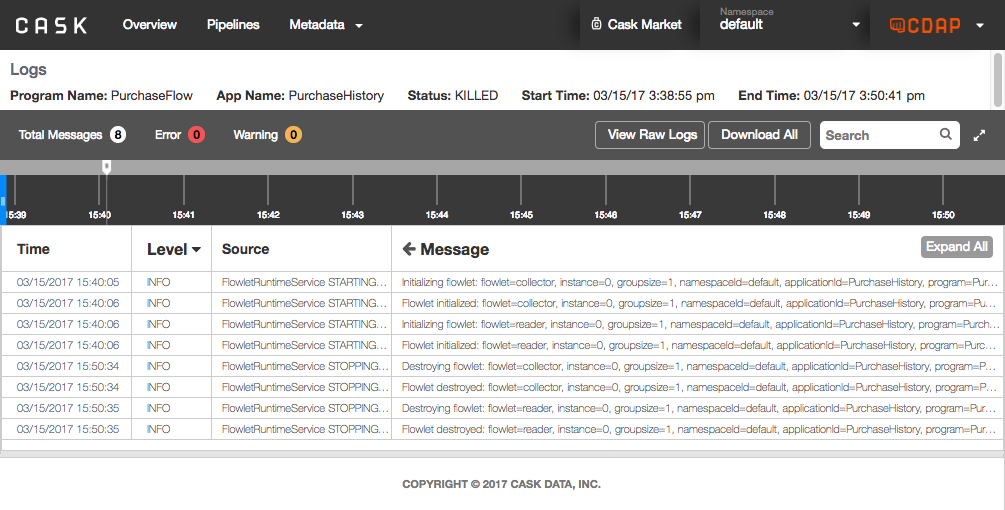 CASK Overview Pipelines Metadata Cask Market Namespace default CDAP
Logs
Program Name: PurchaseFlow App Name: PurchaseHistory Status: KILLED Start Time: 03/15/17 3:38:55 pm End Time: 03/15/17 3:50:41 pm
Total Messages 8 Error 0 Warning 0 View Raw Logs Download All Search
15:39 15:40 15:41 15:42 15:43 15:44 15:45 15:46 15:47 15:48 15:49 15:50
Time Level Source Message Expand All
03/15/2017 15:40:05 INFO FlowletRuntimeService STARTING... Initializing flowlet: flowlet=collector, instance=0, groupsize=1, namespaceId=default, applicationId=PurchaseHistory, program=Pur...
03/15/2017 15:40:06 INFO FlowletRuntimeService STARTING... Flowlet initialized: flowlet=collector, instance=0, groupsize=1, namespaceId=default, applicationId=PurchaseHistory, program=Pur...
03/15/2017 15:40:06 INFO FlowletRuntimeService STARTING... Initializing flowlet: flowlet=reader, instance=0, groupsize=1, namespaceId=default, applicationId=PurchaseHistory, program=Purch...
03/15/2017 15:40:06 INFO FlowletRuntimeService STARTING... Flowlet initialized: flowlet=reader, instance=0, groupsize=1, namespaceId=default, applicationId=PurchaseHistory, program=Purc...
03/15/2017 15:50:34 INFO FlowletRuntimeService STOPPING... Destroying flowlet: flowlet=collector, instance=0, groupsize=1, namespaceId=default, applicationId=PurchaseHistory, program=P...
03/15/2017 15:50:34 INFO FlowletRuntimeService STOPPING... Flowlet destroyed: flowlet=collector, instance=0, groupsize=1, namespaceId=default, applicationId=PurchaseHistory, program=P...
03/15/2017 15:50:35 INFO FlowletRuntimeService STOPPING... Destroying flowlet: flowlet=reader, instance=0, groupsize=1, namespaceId=default, applicationId=PurchaseHistory, program=Pur...
03/15/2017 15:50:35 INFO FlowletRuntimeService STOPPING... Flowlet destroyed: flowlet=reader, instance=0, groupsize=1, namespaceId=default, applicationId=PurchaseHistory, program=Pur...
COPYRIGHT © 2017 CASK DATA, INC.